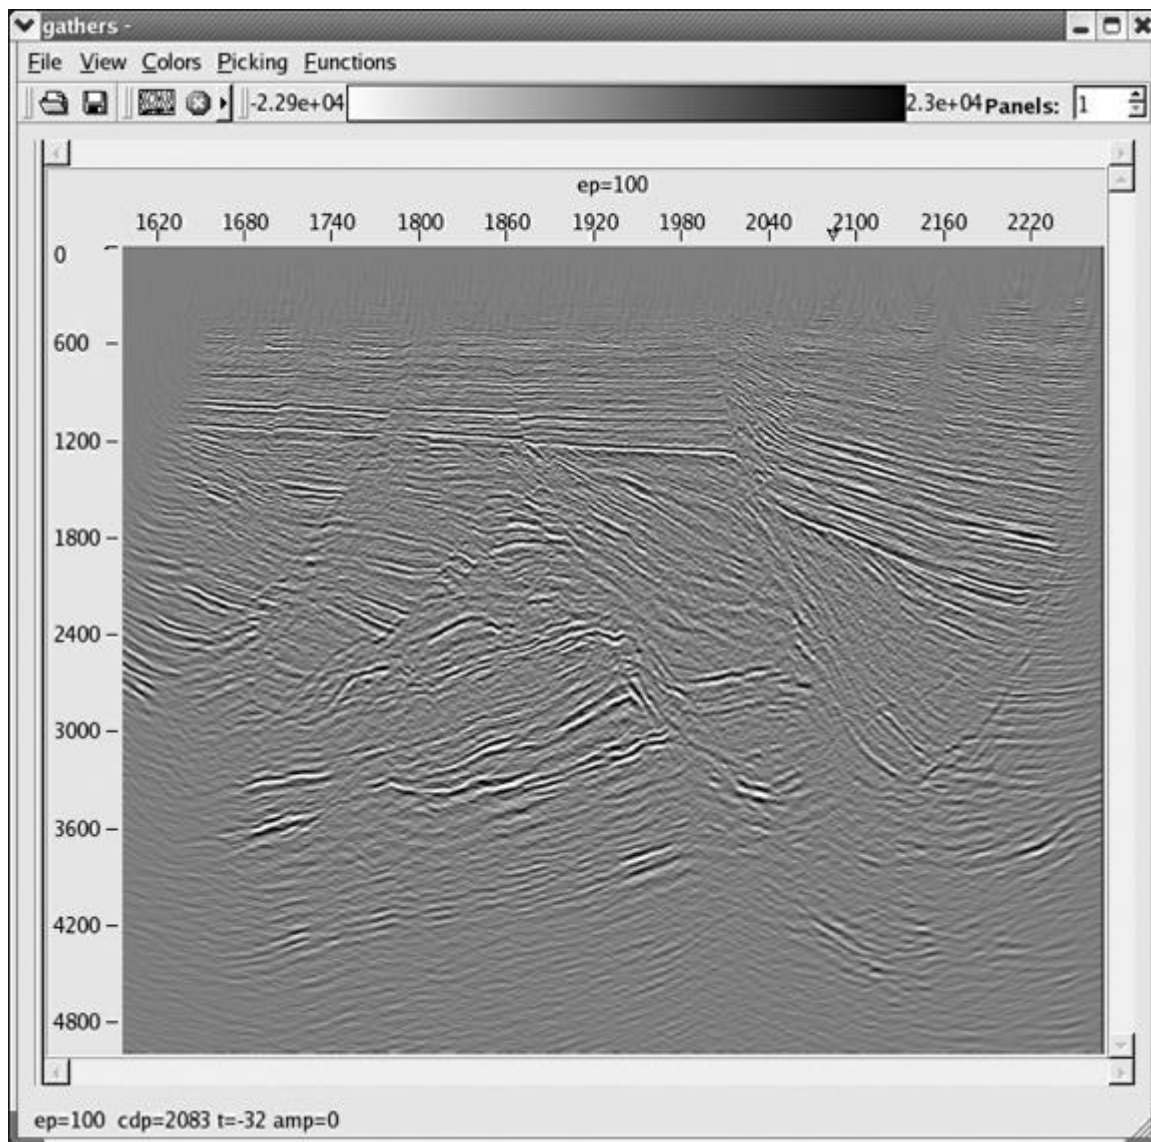 gathers -
File View Colors Picking Functions
-2.29e+04 2.3e+04 Panels: 1
ep=100
1620 1680 1740 1800 1860 1920 1980 2040 2100 2160 2220
0
600
1200
1800
2400
3000
3600
4200
4800
ep=100 cdp=2083 t=-32 amp=0